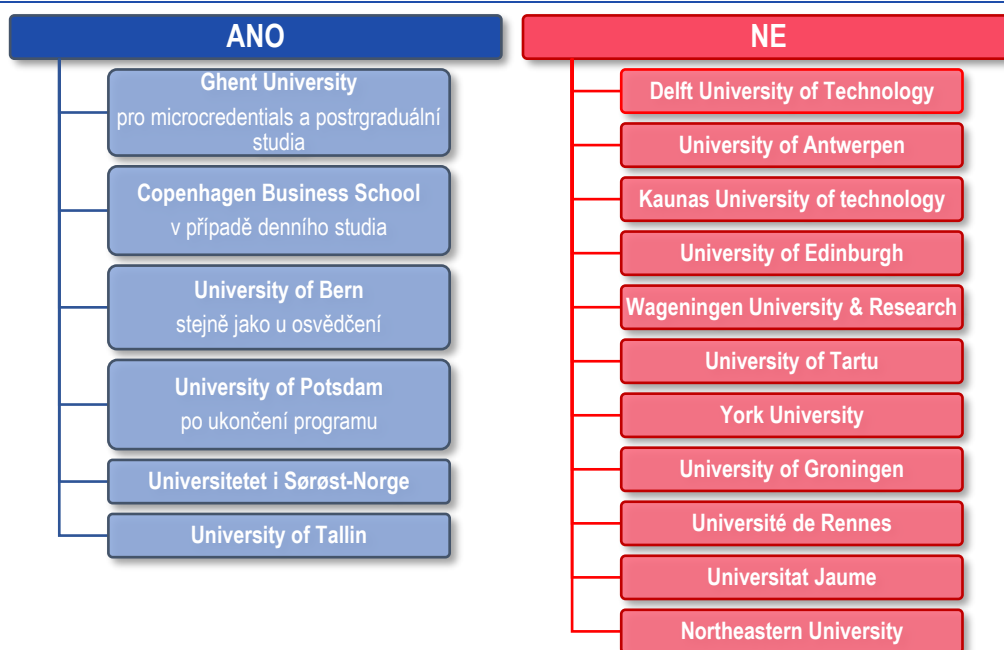 ANO
Ghent University
pro microcredentials a postrgraduální
studia
Copenhagen Business School
v případě denního studia
University of Bern
stejně jako u osvědčení
University of Potsdam
po ukončení programu
Universitetet i Sørøst-Norge
University of Tallin
NE
Delft University of Technology
University of Antwerpen
Kaunas University of technology
University of Edinburgh
Wageningen University & Research
University of Tartu
York University
University of Groningen
Université de Rennes
Universitat Jaume
Northeastern University